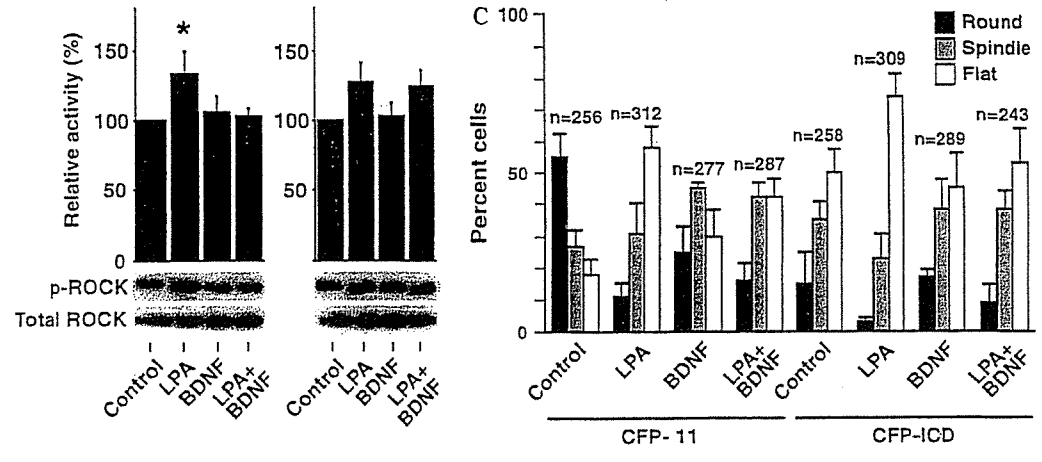 Relative activity (%)
150
100
50
0
*
150
100
50
p-ROCK
Total ROCK
Control
LPA
BDNF
LPA+
BDNF
Control
LPA
BDNF
LPA+
BDNF
C
Percent cells
100
50
0
Round
Spindle
Flat
n=256
n=312
n=277
n=287
n=258
n=309
n=289
n=243
Control
LPA
BDNF
LPA+
BDNF
Control
LPA
BDNF
LPA+
BDNF
CFP- 11
CFP-ICD